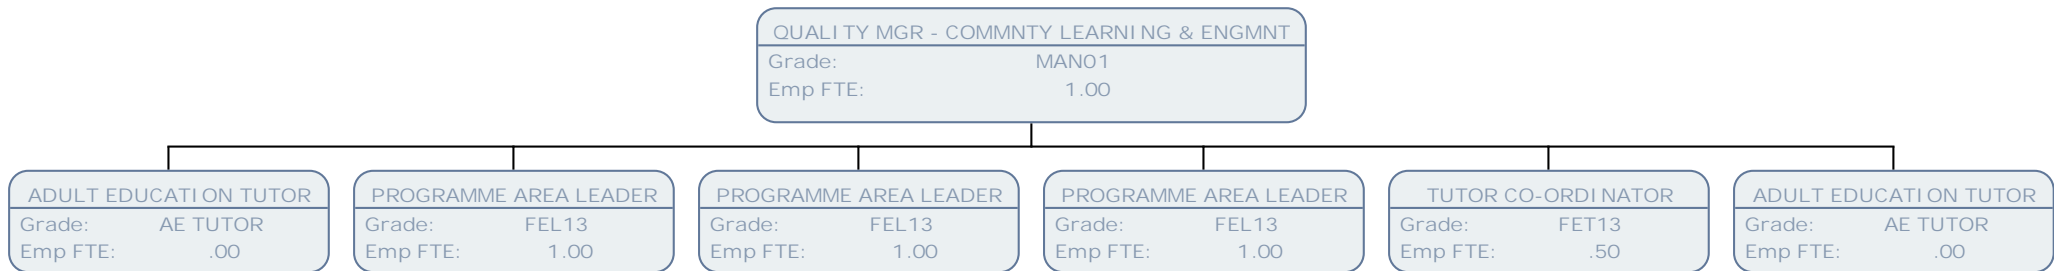 QUALITY MGR - COMMNTY LEARNING & ENGMNT
Grade: MAN01
Emp FTE: 1.00
ADULT EDUCATION TUTOR
Grade: AE TUTOR
Emp FTE: .00
PROGRAMME AREA LEADER
Grade: FEL13
Emp FTE: 1.00
PROGRAMME AREA LEADER
Grade: FEL13
Emp FTE: 1.00
PROGRAMME AREA LEADER
Grade: FEL13
Emp FTE: 1.00
TUTOR CO-ORDINATOR
Grade: FET13
Emp FTE: .50
ADULT EDUCATION TUTOR
Grade: AE TUTOR
Emp FTE: .00